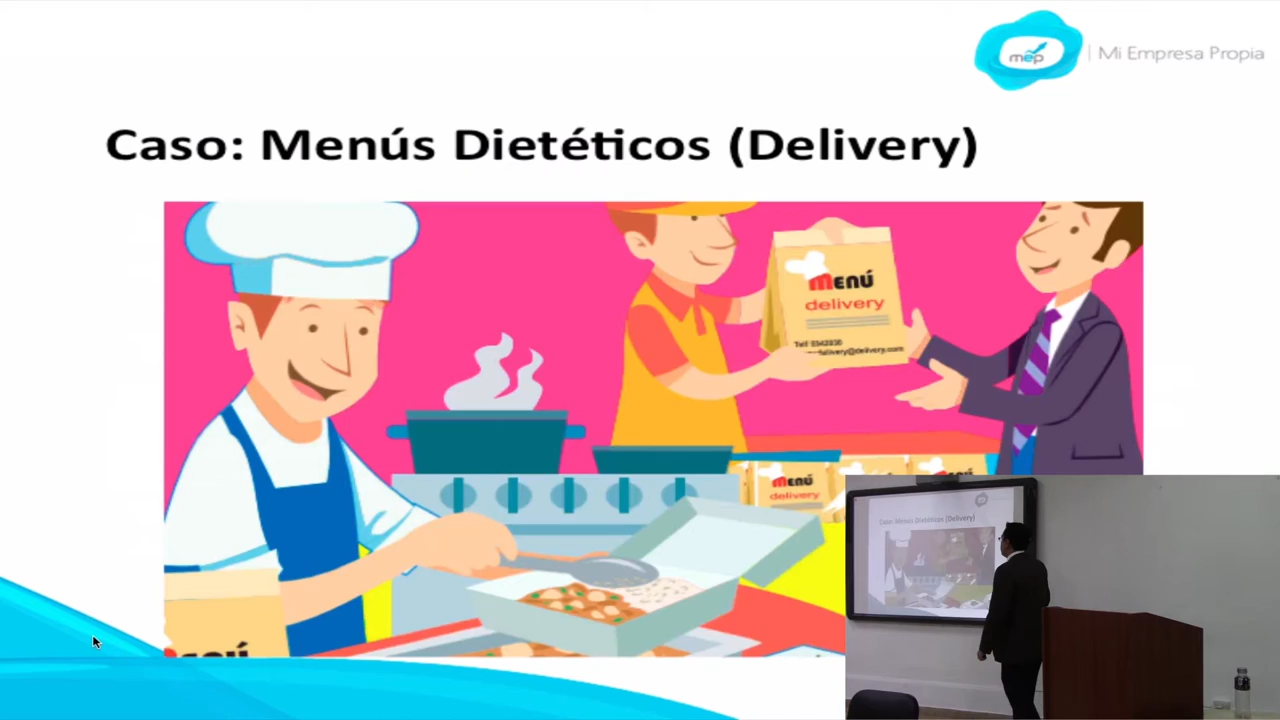 mep | Mi Empresa Propia
Caso: Menús Dietéticos (Delivery)
MENÚ
delivery
Telf 0342030
delivery@delivery.com
MENÚ
delivery
Caso Menús Dietéticos (Delivery)